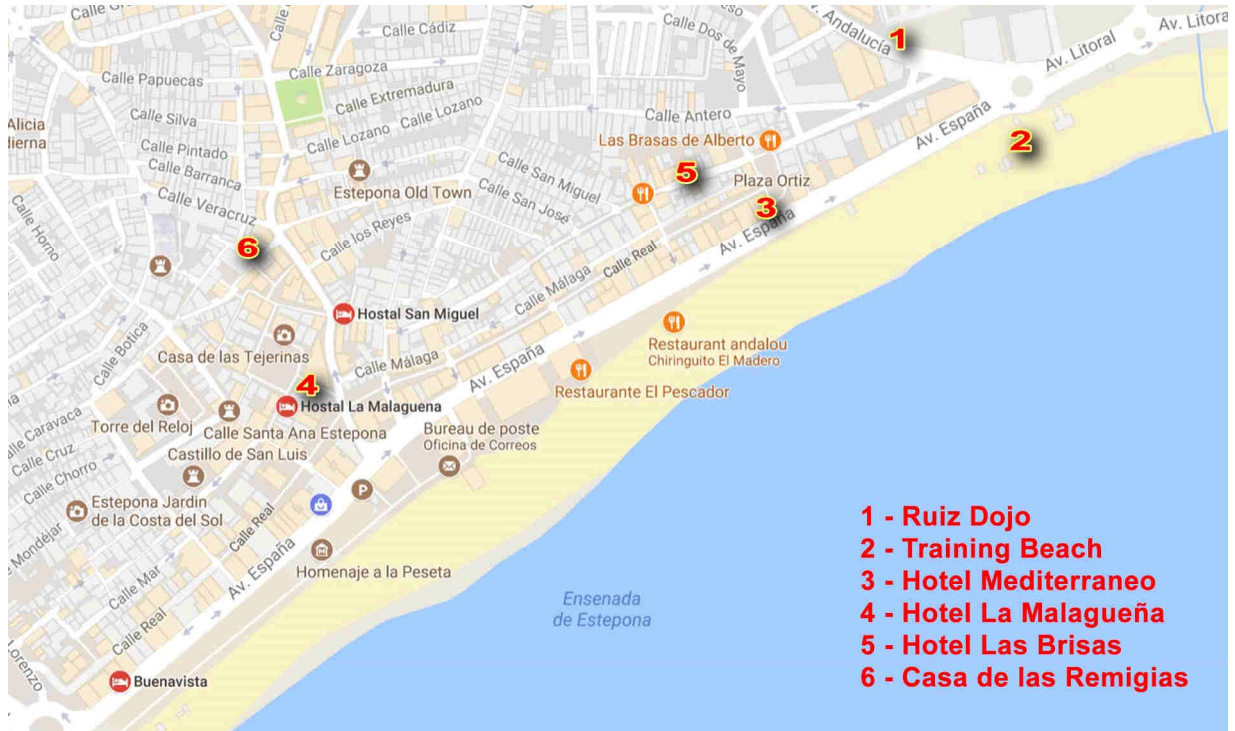 Calle Cádiz
Calle Zaragoza
Calle Papuecas
Calle Extremadura
Calle Silva
Calle Lozano
Calle Lozano
Calle Pintado
Calle Barranca
Calle Veracruz
Estepona Old Town
Calle los Reyes
Calle Horno
Calle Dos de Mayo
Av. Andalucía
1
Av. Litoral
Av. Litoral
Calle Antero
Av. España
2
Las Brasas de Alberto
5
Plaza Ortiz
3
Av. España
Calle San Miguel
Calle San José
Calle Málaga
Calle Real
6
Hostal San Miguel
Casa de las Tejerinas
Calle Botica
Calle Málaga
Av. España
Restaurant andalou
Chiringuito El Madero
Restaurante El Pescador
4
Hostal La Malaguena
Torre del Reloj
Calle Santa Ana Estepona
Castillo de San Luis
Bureau de poste
Oficina de Correos
Caravaca
Calle Cruz
Calle Chorro
Estepona Jardin
de la Costa del Sol
Mondéjar
P
Calle Real
Av. España
Homenaje a la Peseta
Calle Mar
Calle Real
Lorenzo
Buenavista
Ensenada
de Estepona
1 - Ruiz Dojo
2 - Training Beach
3 - Hotel Mediterraneo
4 - Hotel La Malagueña
5 - Hotel Las Brisas
6 - Casa de las Remigias